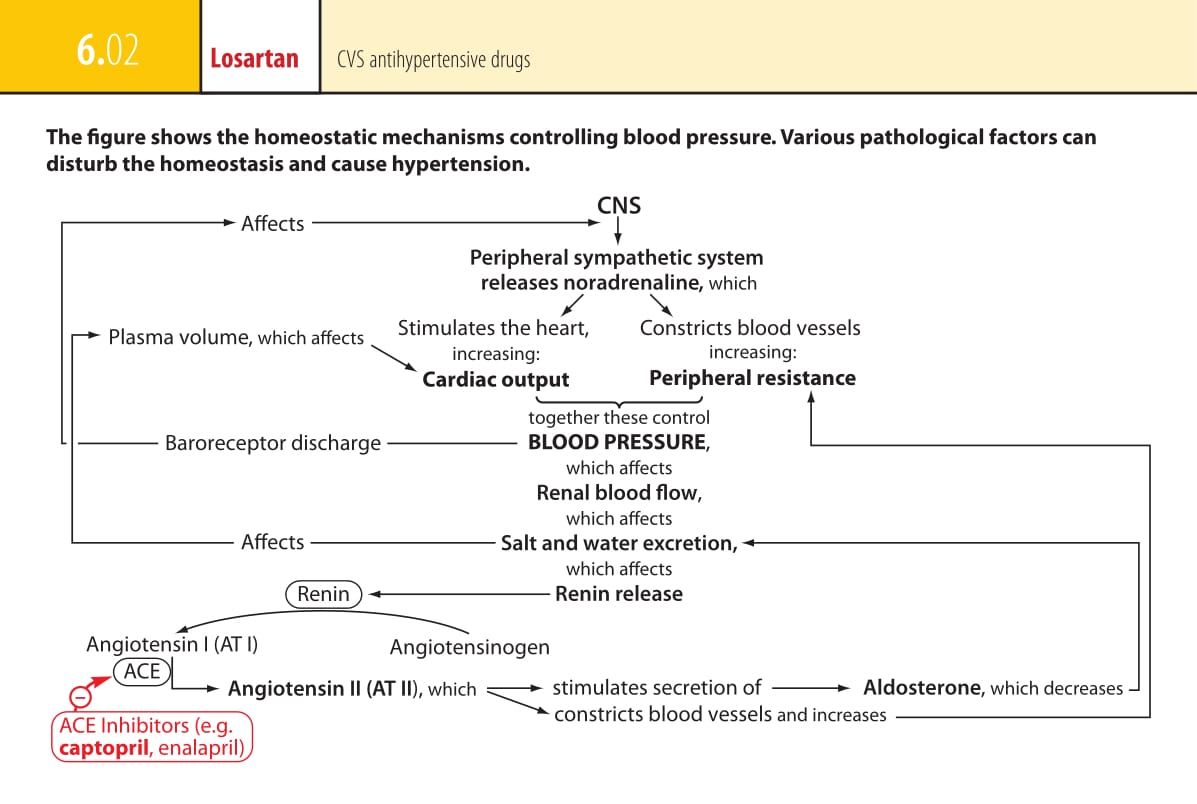 6.02
Losartan
CVS antihypertensive drugs
The figure shows the homeostatic mechanisms controlling blood pressure. Various pathological factors can
disturb the homeostasis and cause hypertension.
CNS
Affects
Peripheral sympathetic system
releases noradrenaline, which
Stimulates the heart,
increasing:
Cardiac output
Constricts blood vessels
increasing:
Peripheral resistance
Plasma volume, which affects
together these control
Baroreceptor discharge
BLOOD PRESSURE,
which affects
Renal blood flow,
which affects
Affects
Salt and water excretion,
which affects
Renin
Renin release
Angiotensin I (AT I)
Angiotensinogen
ACE
Angiotensin II (AT II), which
stimulates secretion of
Aldosterone, which decreases
constricts blood vessels and increases
ACE Inhibitors (e.g.
captopril, enalapril)